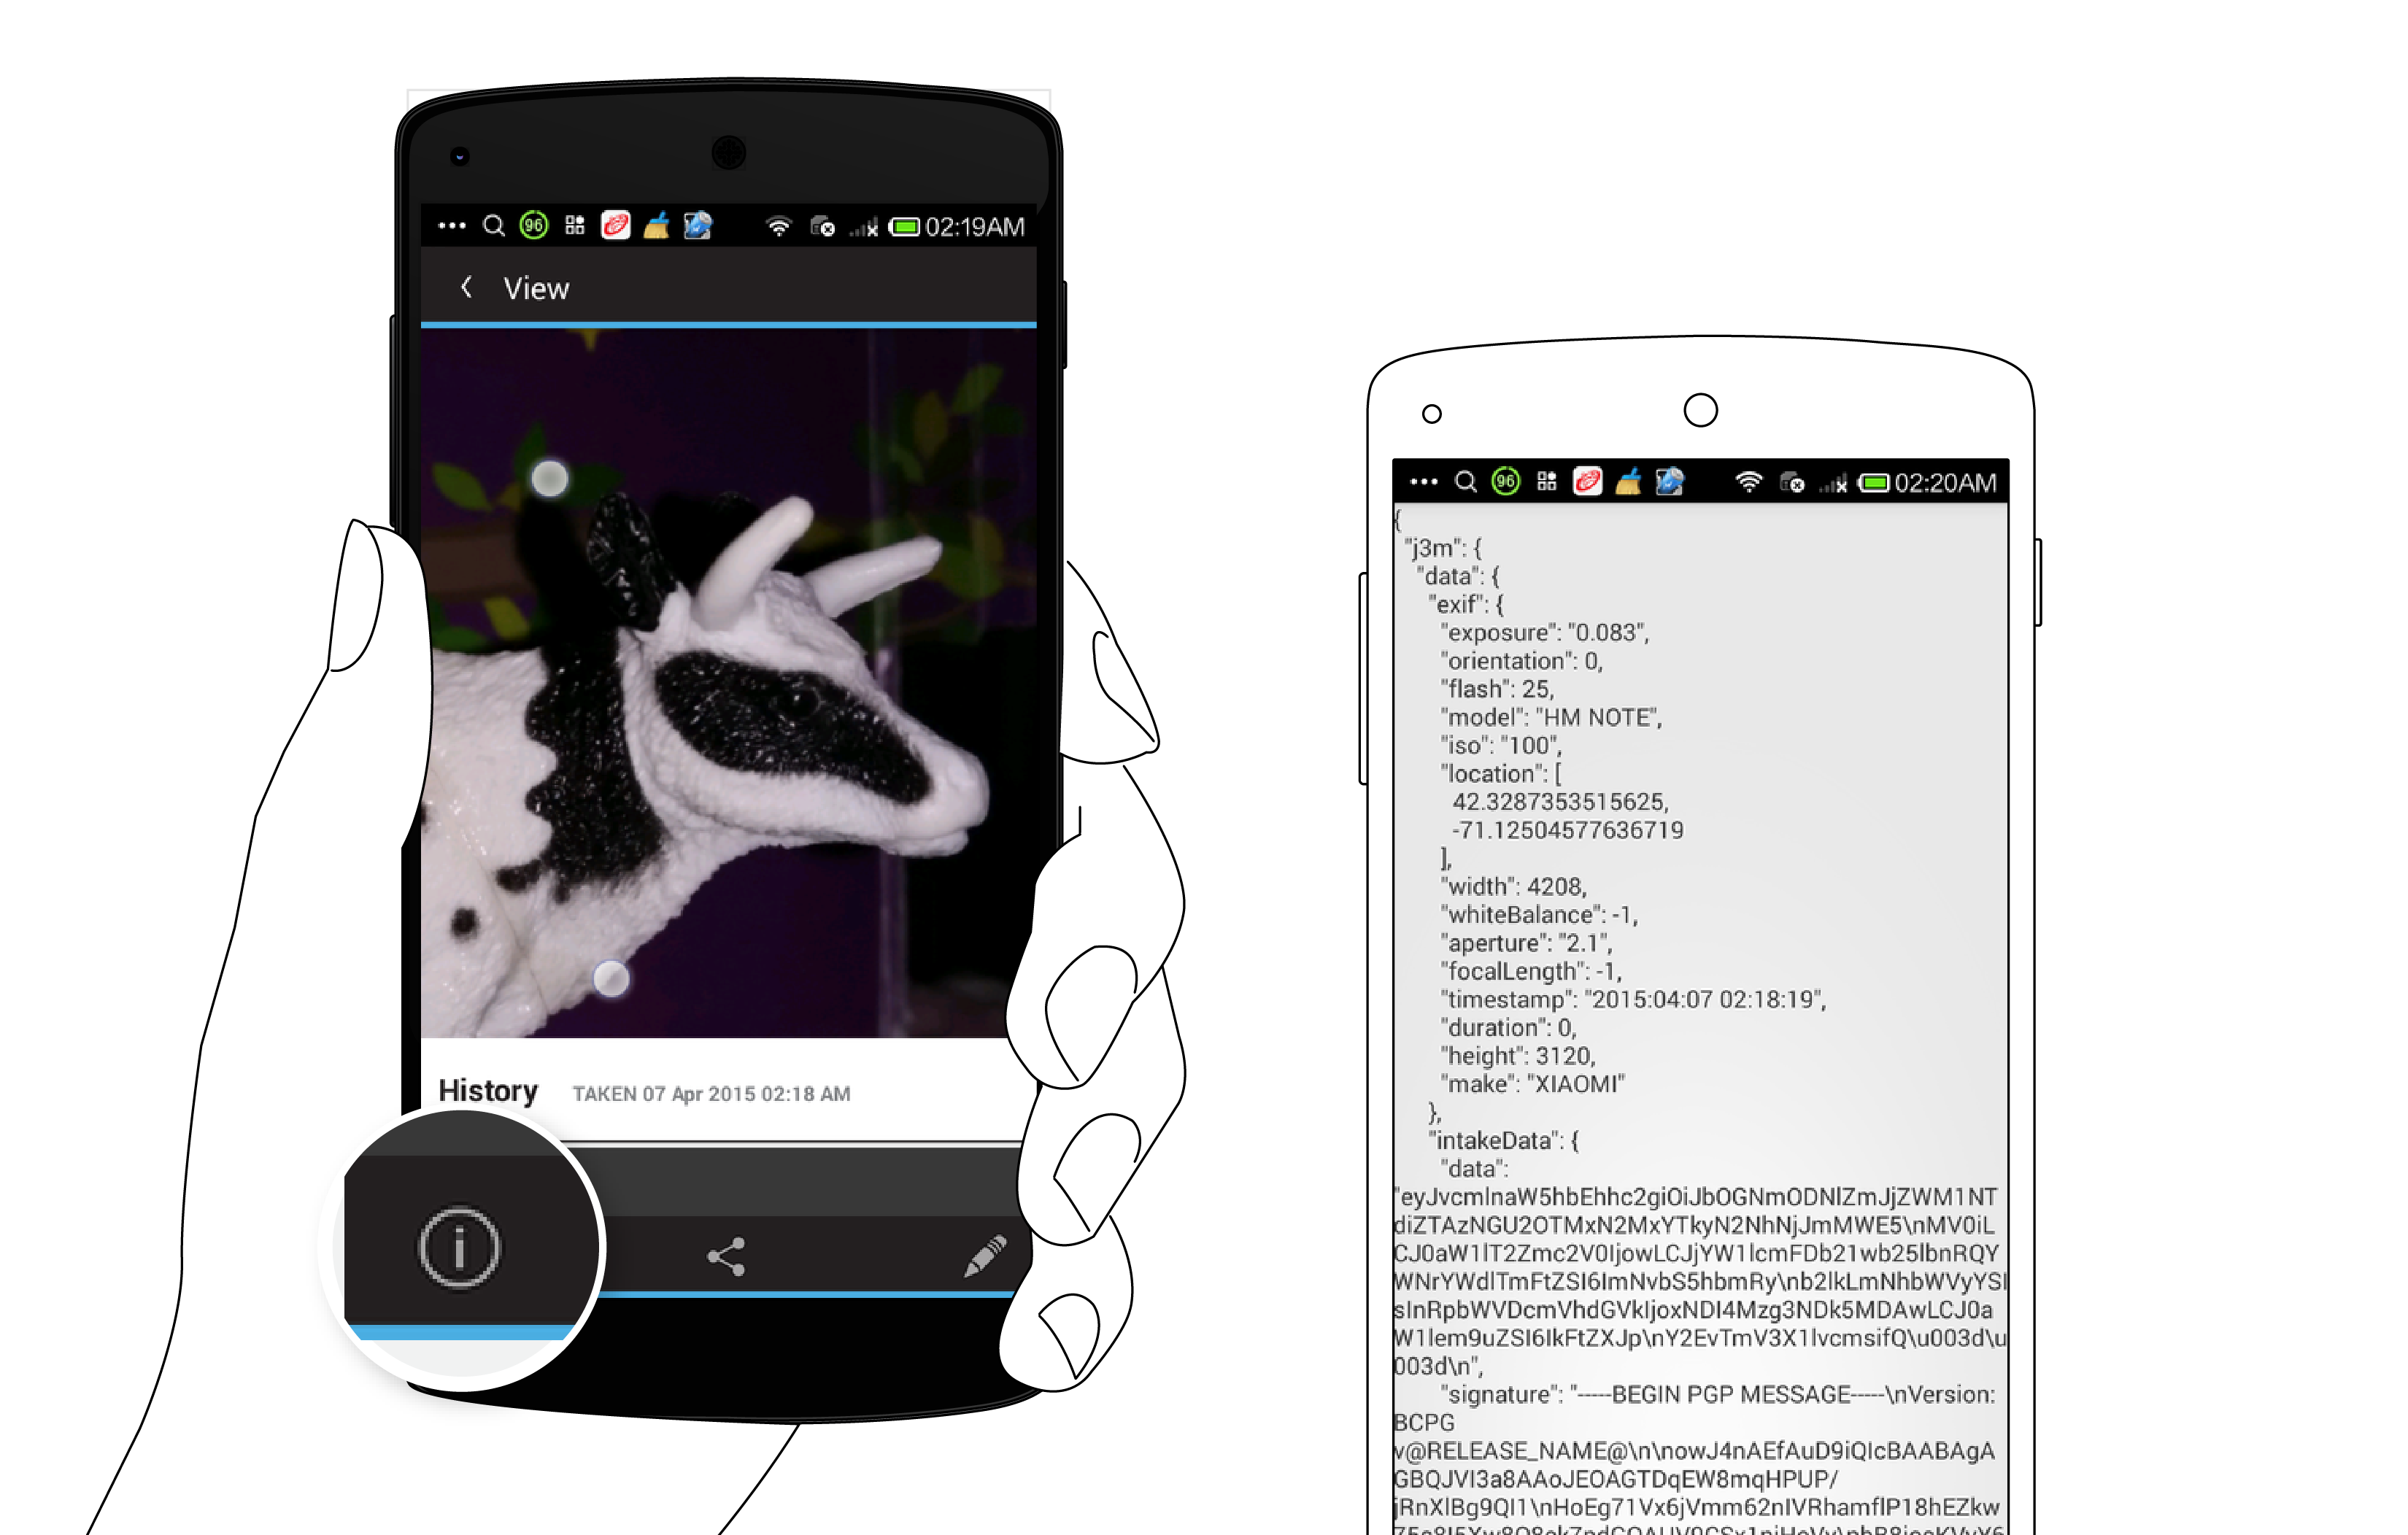 96
02:19AM
View
History TAKEN 07 Apr 2015 02:18 AM
96
02:20AM
{
"j3m": {
"data": {
"exif": {
"exposure": "0.083",
"orientation": 0,
"flash": 25,
"model": "HM NOTE",
"iso": "100",
"location": [
42.3287353515625,
-71.12504577636719
],
"width": 4208,
"whiteBalance": -1,
"aperture": "2.1",
"focalLength": -1,
"timestamp": "2015:04:07 02:18:19",
"duration": 0,
"height": 3120,
"make": "XIAOMI"
},
"intakeData": {
"data":
"eyJvcmlnaW5hbEhhc2giOiJbOGNmODNlZmJjZWM1NT
diZTAzNGU2OTMxN2MxYTkyN2NhNjJmMWE5\nMV0iL
CJ0aW1lT2Zmc2V0IjowLCJjYW1lcmFDb21wb25lbnRQY
WNrYWdlTmFtZSI6ImNvbS5hbmRy\nb2lkLmNhbWVyYSI
sInRpbWVDcmVhdGVkIjoxNDI4Mzg3NDk5MDAwLCJ0a
W1lem9uZSI6IkFtZXJp\nY2EvTmV3X1lvcmsifQ\u003d\u
003d\n",
"signature": "-----BEGIN PGP MESSAGE-----\nVersion:
BCPG
v@RELEASE_NAME@\n\nowJ4nAEfAuD9iQIcBAABAgA
GBQJVI3a8AAoJEOAGTDqEW8mqHPUP/
jRnXlBg9QI1\nHoEg71Vx6jVmm62nIVRhamflP18hEZkw